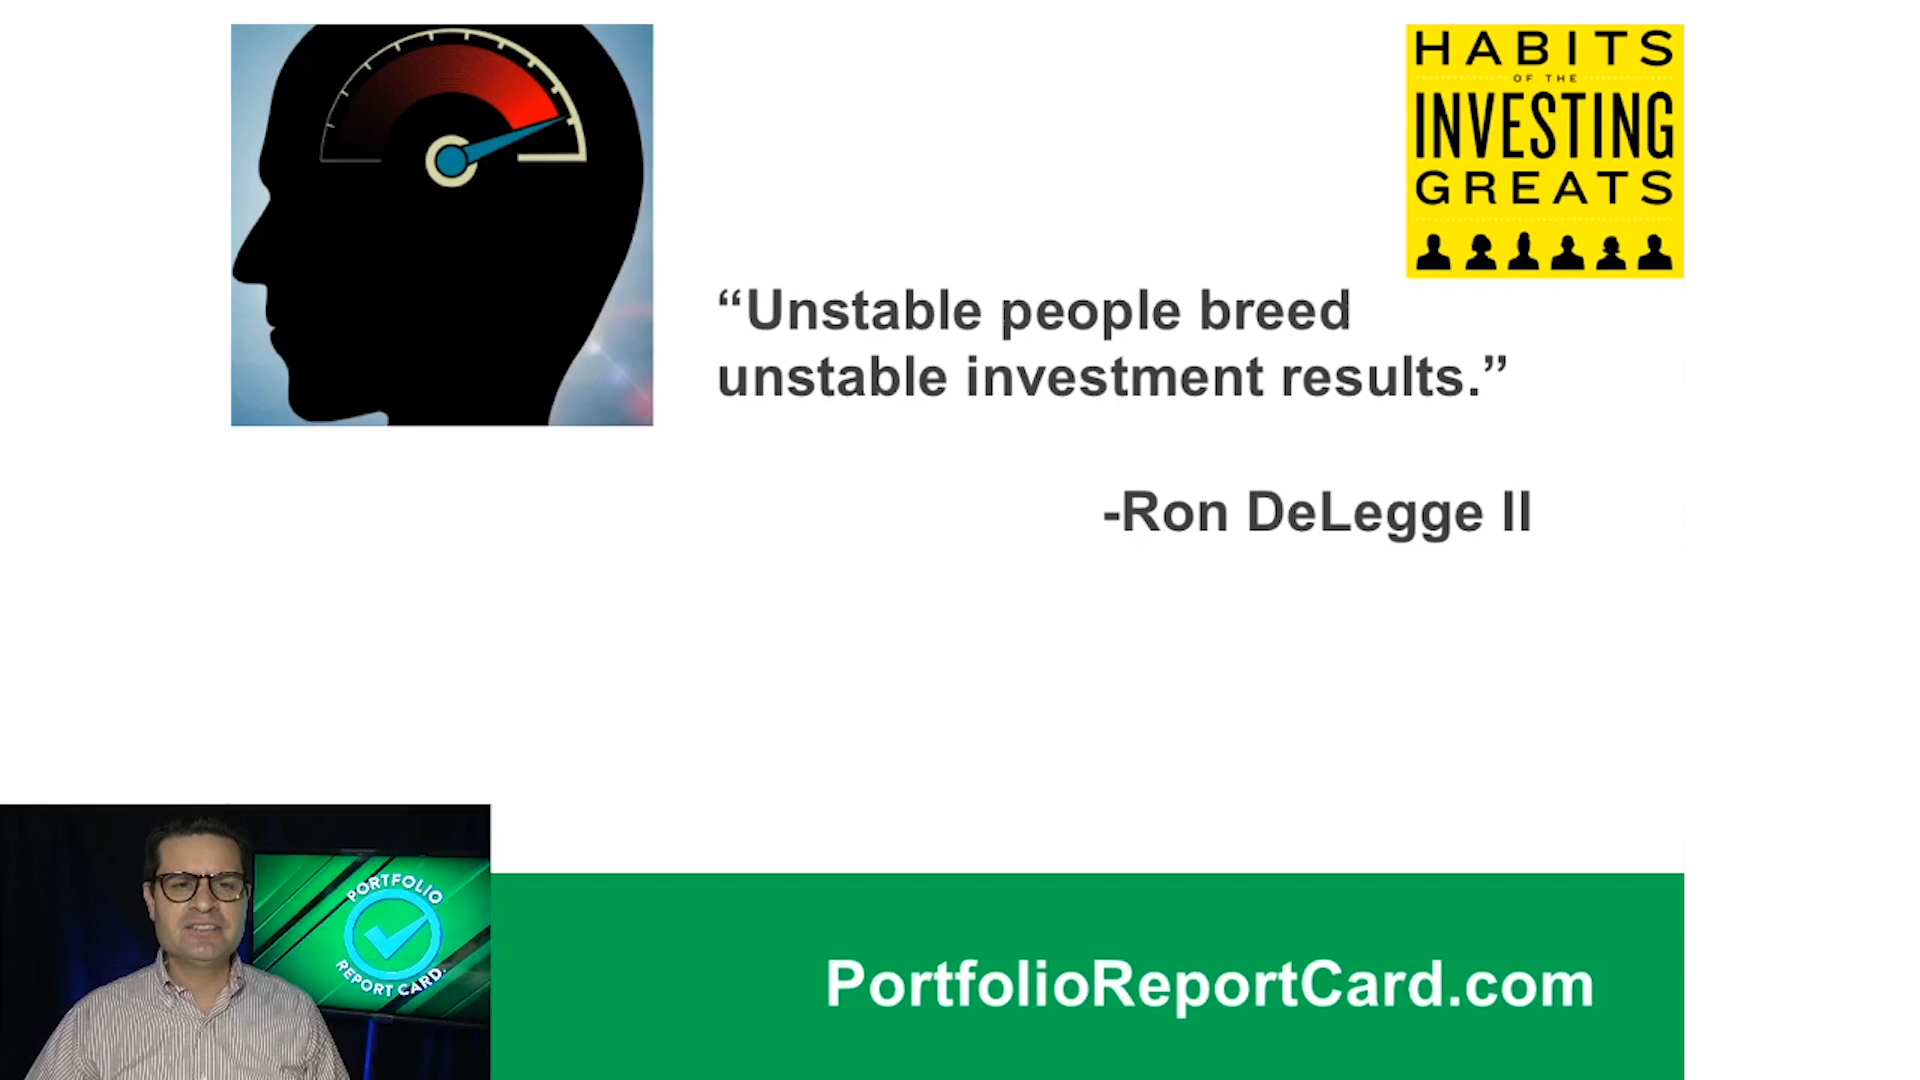 HABITS
OF THE
INVESTING
GREATS
“Unstable people breed
unstable investment results.”
-Ron DeLegge II
PORTFOLIO
REPORT CARD.
PortfolioReportCard.com